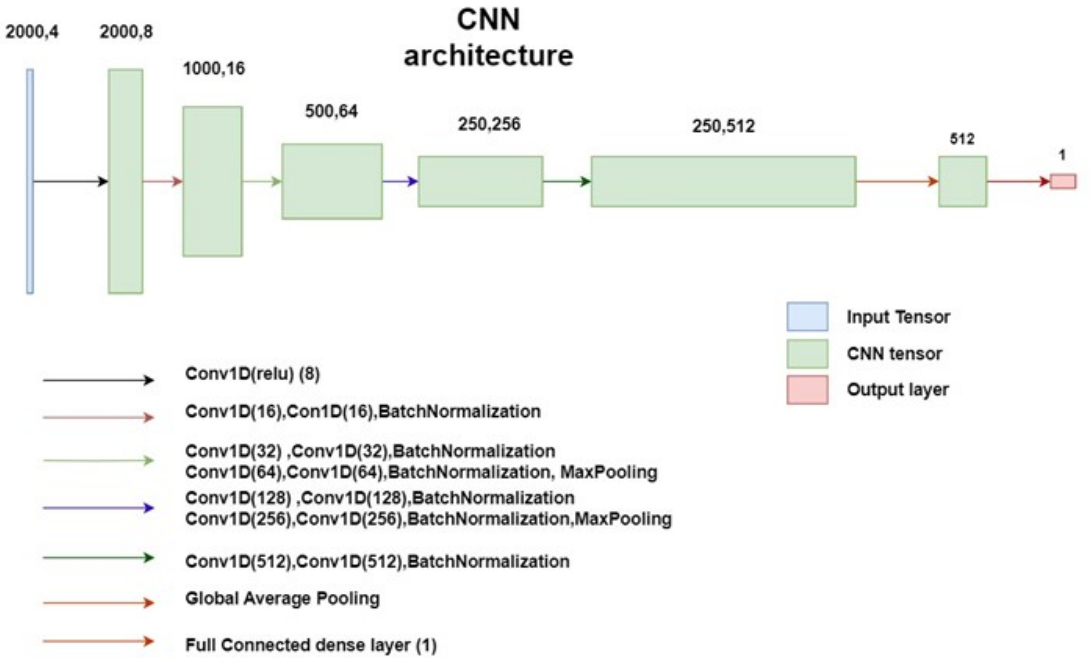 CNN
architecture
2000,4
2000,8
1000,16
500,64
250,256
250,512
512
1
Input Tensor
CNN tensor
Output layer
Conv1D(relu) (8)
Conv1D(16),Con1D(16),BatchNormalization
Conv1D(32) ,Conv1D(32),BatchNormalization
Conv1D(64),Conv1D(64),BatchNormalization, MaxPooling
Conv1D(128) ,Conv1D(128),BatchNormalization
Conv1D(256),Conv1D(256),BatchNormalization,MaxPooling
Conv1D(512),Conv1D(512),BatchNormalization
Global Average Pooling
Full Connected dense layer (1)